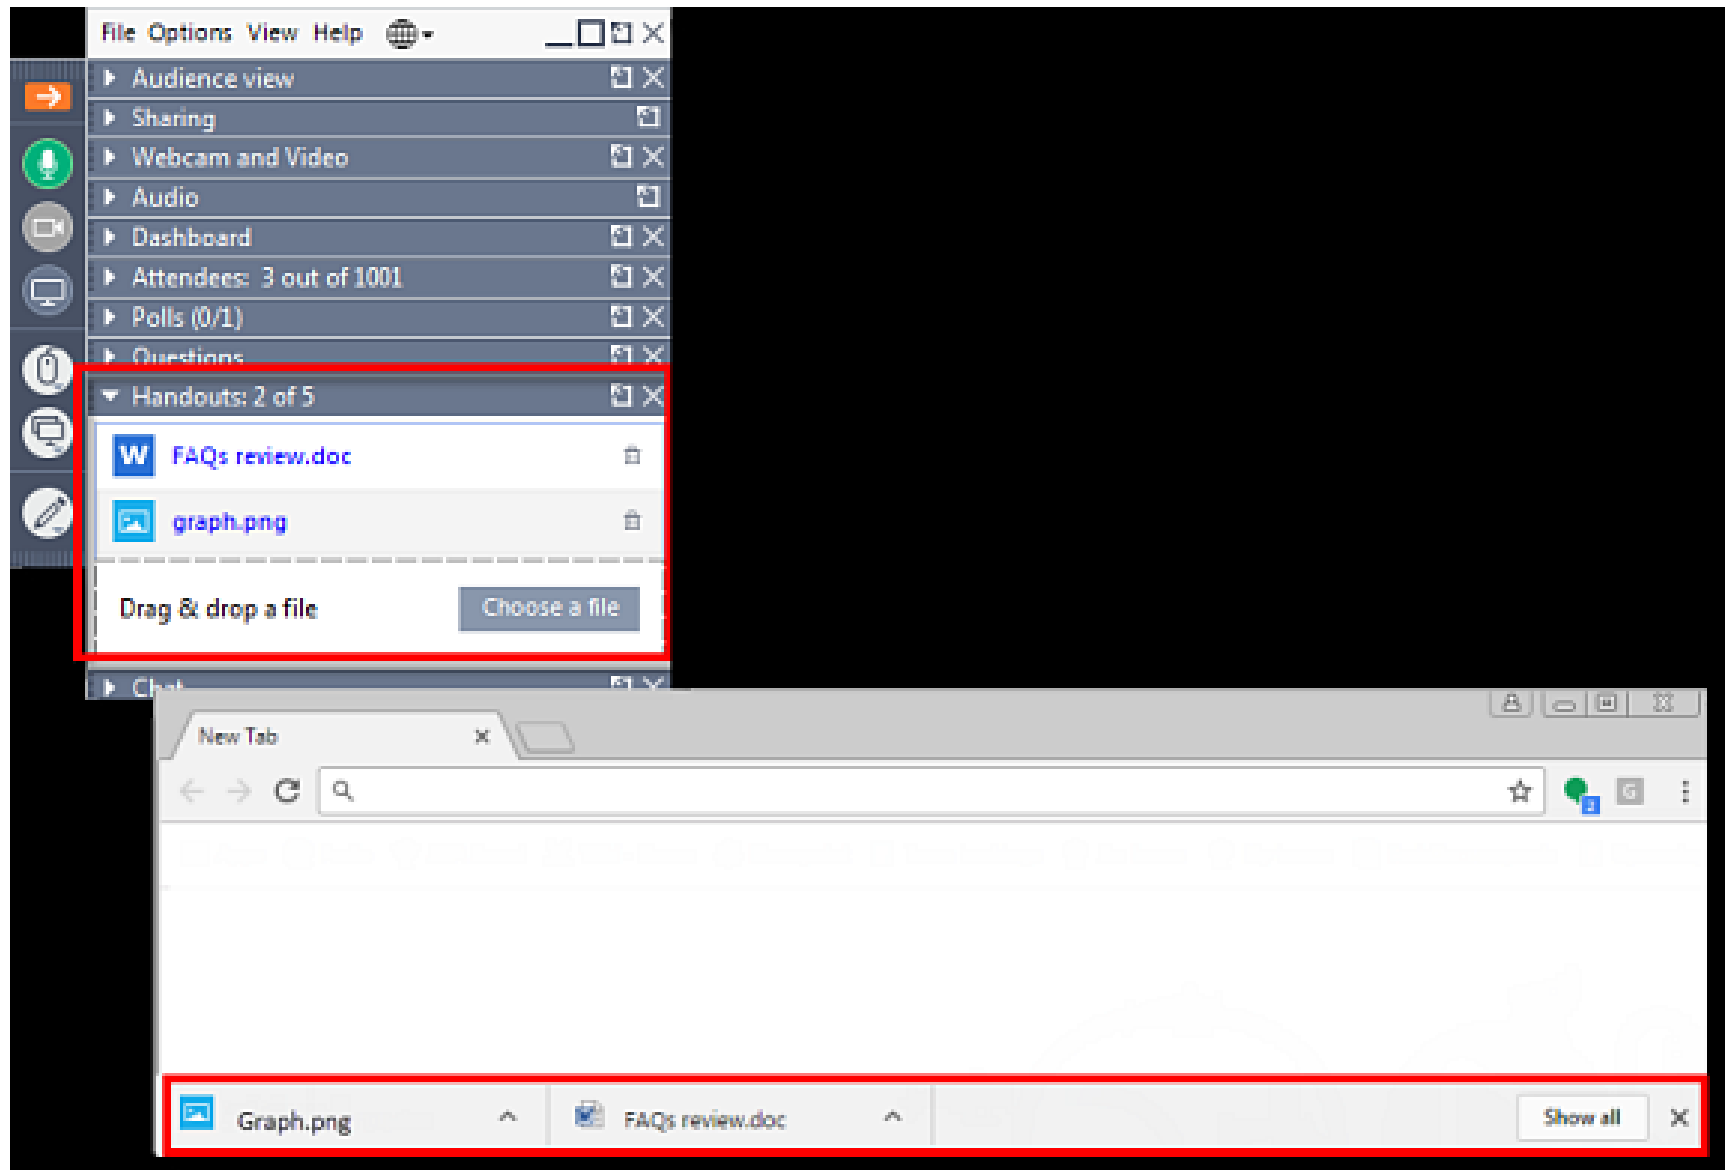 File Options View Help
Audience view
Sharing
Webcam and Video
Audio
Dashboard
Attendees: 3 out of 1001
Polls (0/1)
Questions
Handouts: 2 of 5
W FAQs review.doc
graph.png
Drag & drop a file Choose a file
Chat
New Tab
G
Graph.png FAQs review.doc Show all